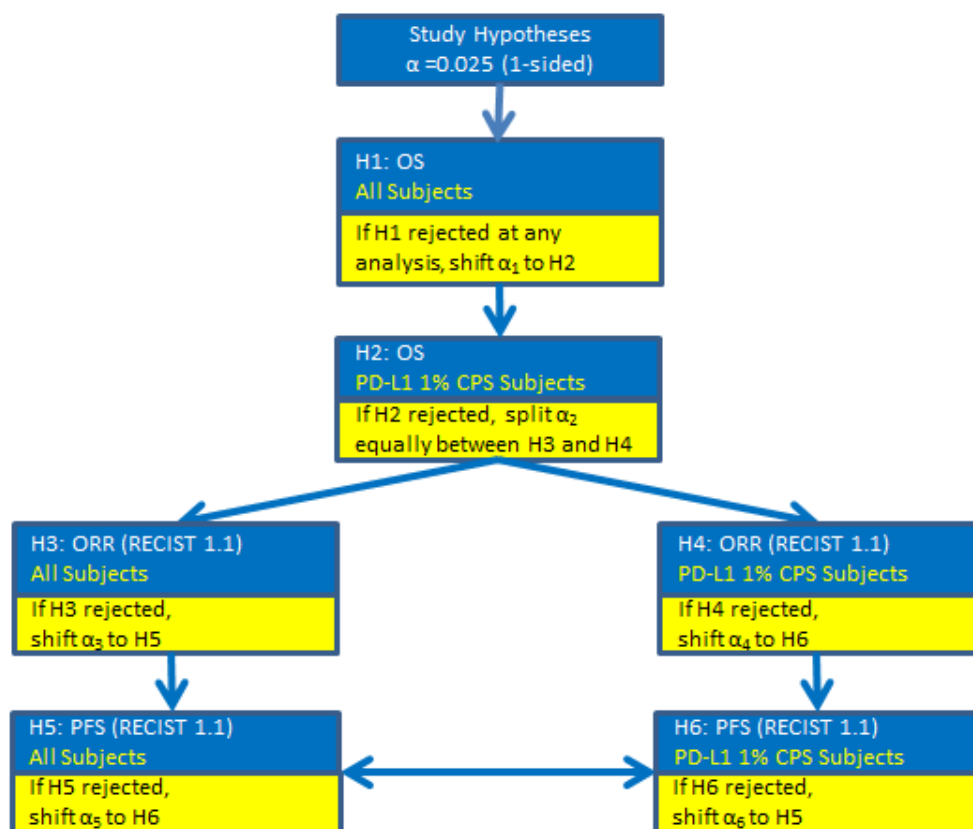 Study Hypotheses
α =0.025 (1-sided)
H1: OS
All Subjects
If H1 rejected at any
analysis, shift α₁ to H2
H2: OS
PD-L1 1% CPS Subjects
If H2 rejected, split α₂
equally between H3 and H4
H3: ORR (RECIST 1.1)
All Subjects
If H3 rejected,
shift α₃ to H5
H4: ORR (RECIST 1.1)
PD-L1 1% CPS Subjects
If H4 rejected,
shift α₄ to H6
H5: PFS (RECIST 1.1)
All Subjects
If H5 rejected,
shift α₅ to H6
H6: PFS (RECIST 1.1)
PD-L1 1% CPS Subjects
If H6 rejected,
shift α₆ to H5